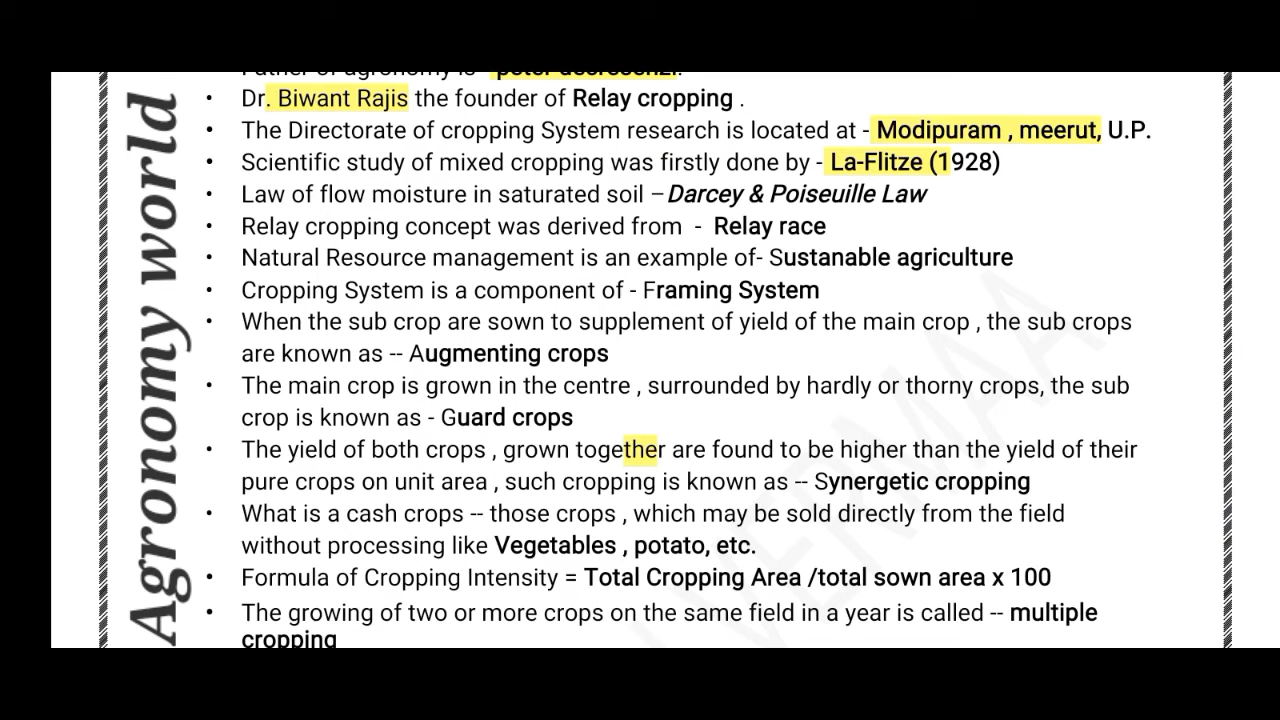 Father of agronomy is - peter decresenzi.
• Dr. Biwant Rajis the founder of Relay cropping .
• The Directorate of cropping System research is located at - Modipuram , meerut, U.P.
• Scientific study of mixed cropping was firstly done by - La-Flitze (1928)
• Law of flow moisture in saturated soil – Darcey & Poiseuille Law
• Relay cropping concept was derived from - Relay race
• Natural Resource management is an example of- Sustanable agriculture
• Cropping System is a component of - Framing System
• When the sub crop are sown to supplement of yield of the main crop , the sub crops
are known as -- Augmenting crops
• The main crop is grown in the centre , surrounded by hardly or thorny crops, the sub
crop is known as - Guard crops
• The yield of both crops , grown together are found to be higher than the yield of their
pure crops on unit area , such cropping is known as -- Synergetic cropping
• What is a cash crops -- those crops , which may be sold directly from the field
without processing like Vegetables , potato, etc.
• Formula of Cropping Intensity = Total Cropping Area /total sown area x 100
• The growing of two or more crops on the same field in a year is called -- multiple
cropping
Agronomy world
VERMAA